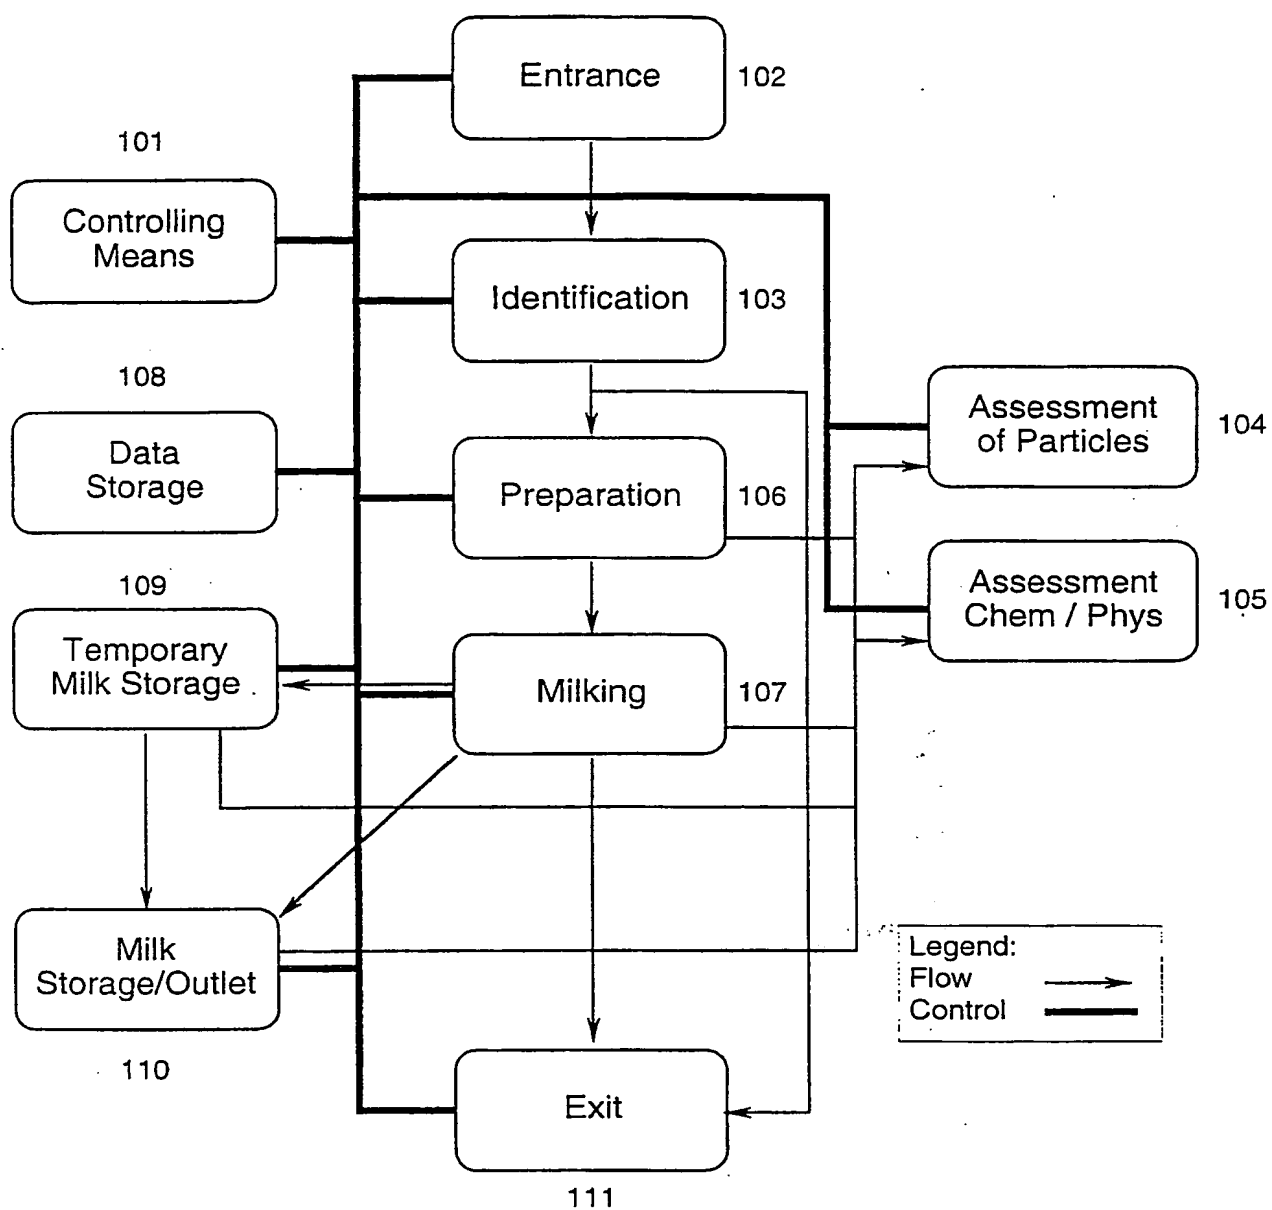 Entrance
102
101
Controlling
Means
Identification
103
108
Data
Storage
Assessment
of Particles
104
Preparation
106
109
Temporary
Milk Storage
Assessment
Chem / Phys
105
Milking
107
Milk
Storage/Outlet
110
Legend:
Flow
Control
Exit
111